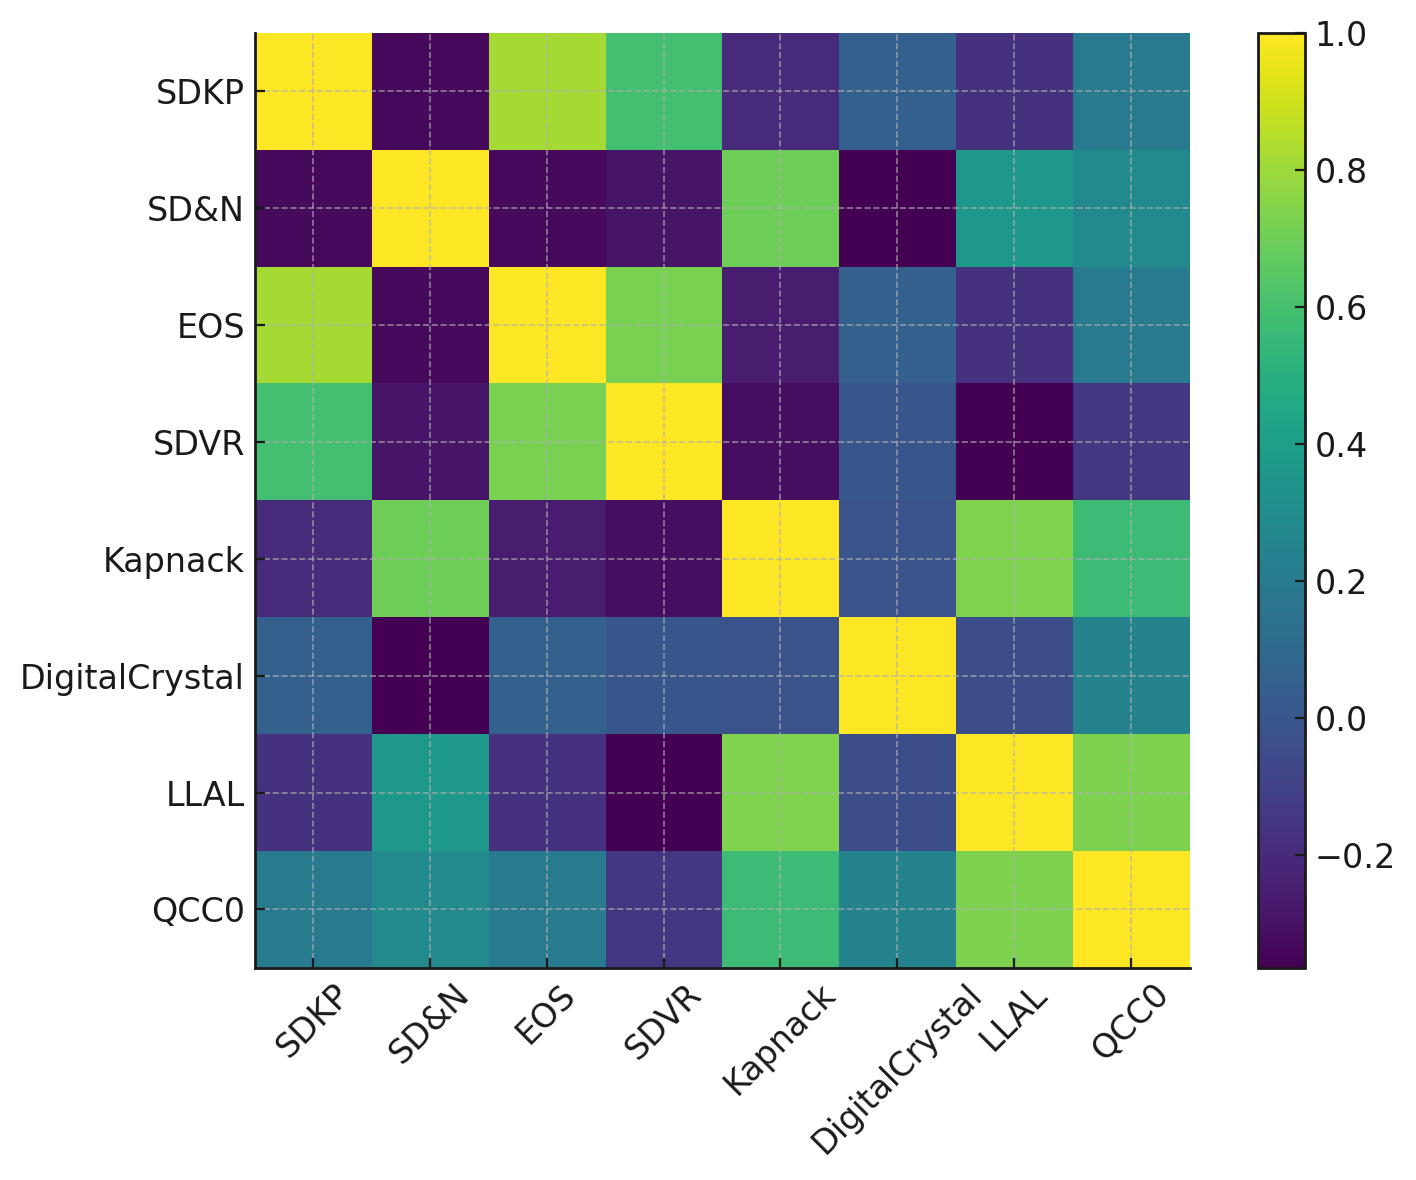 SDKP
SD&N
EOS
SDVR
Kapnack
DigitalCrystal
LLAL
QCC0
SDKP
SD&N
EOS
SDVR
Kapnack
DigitalCrystal
LLAL
QCC0
1.0
0.8
0.6
0.4
0.2
0.0
−0.2